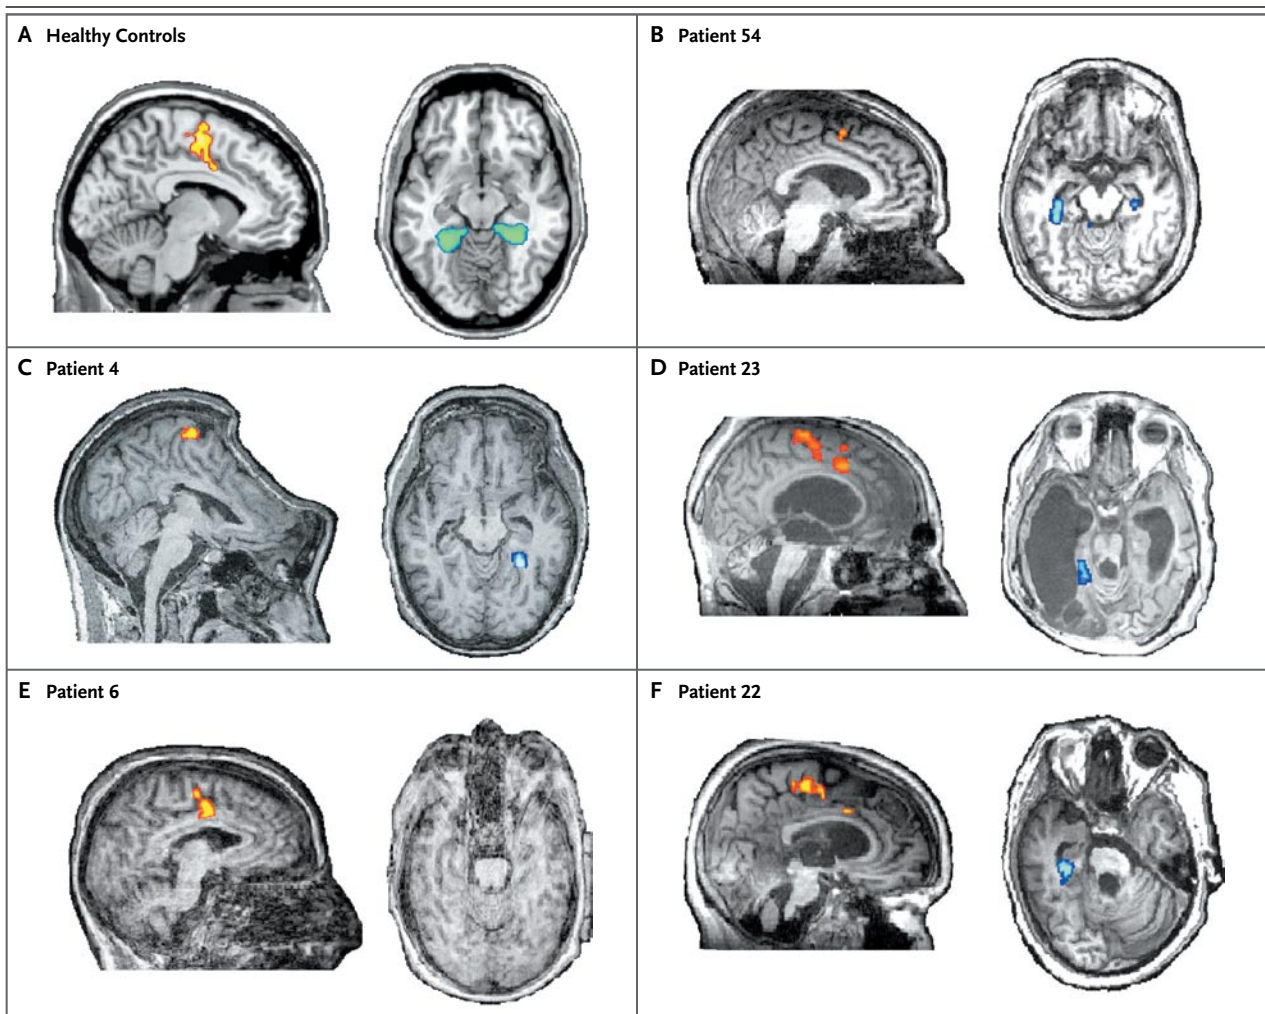 A Healthy Controls
B Patient 54
C Patient 4
D Patient 23
E Patient 6
F Patient 22